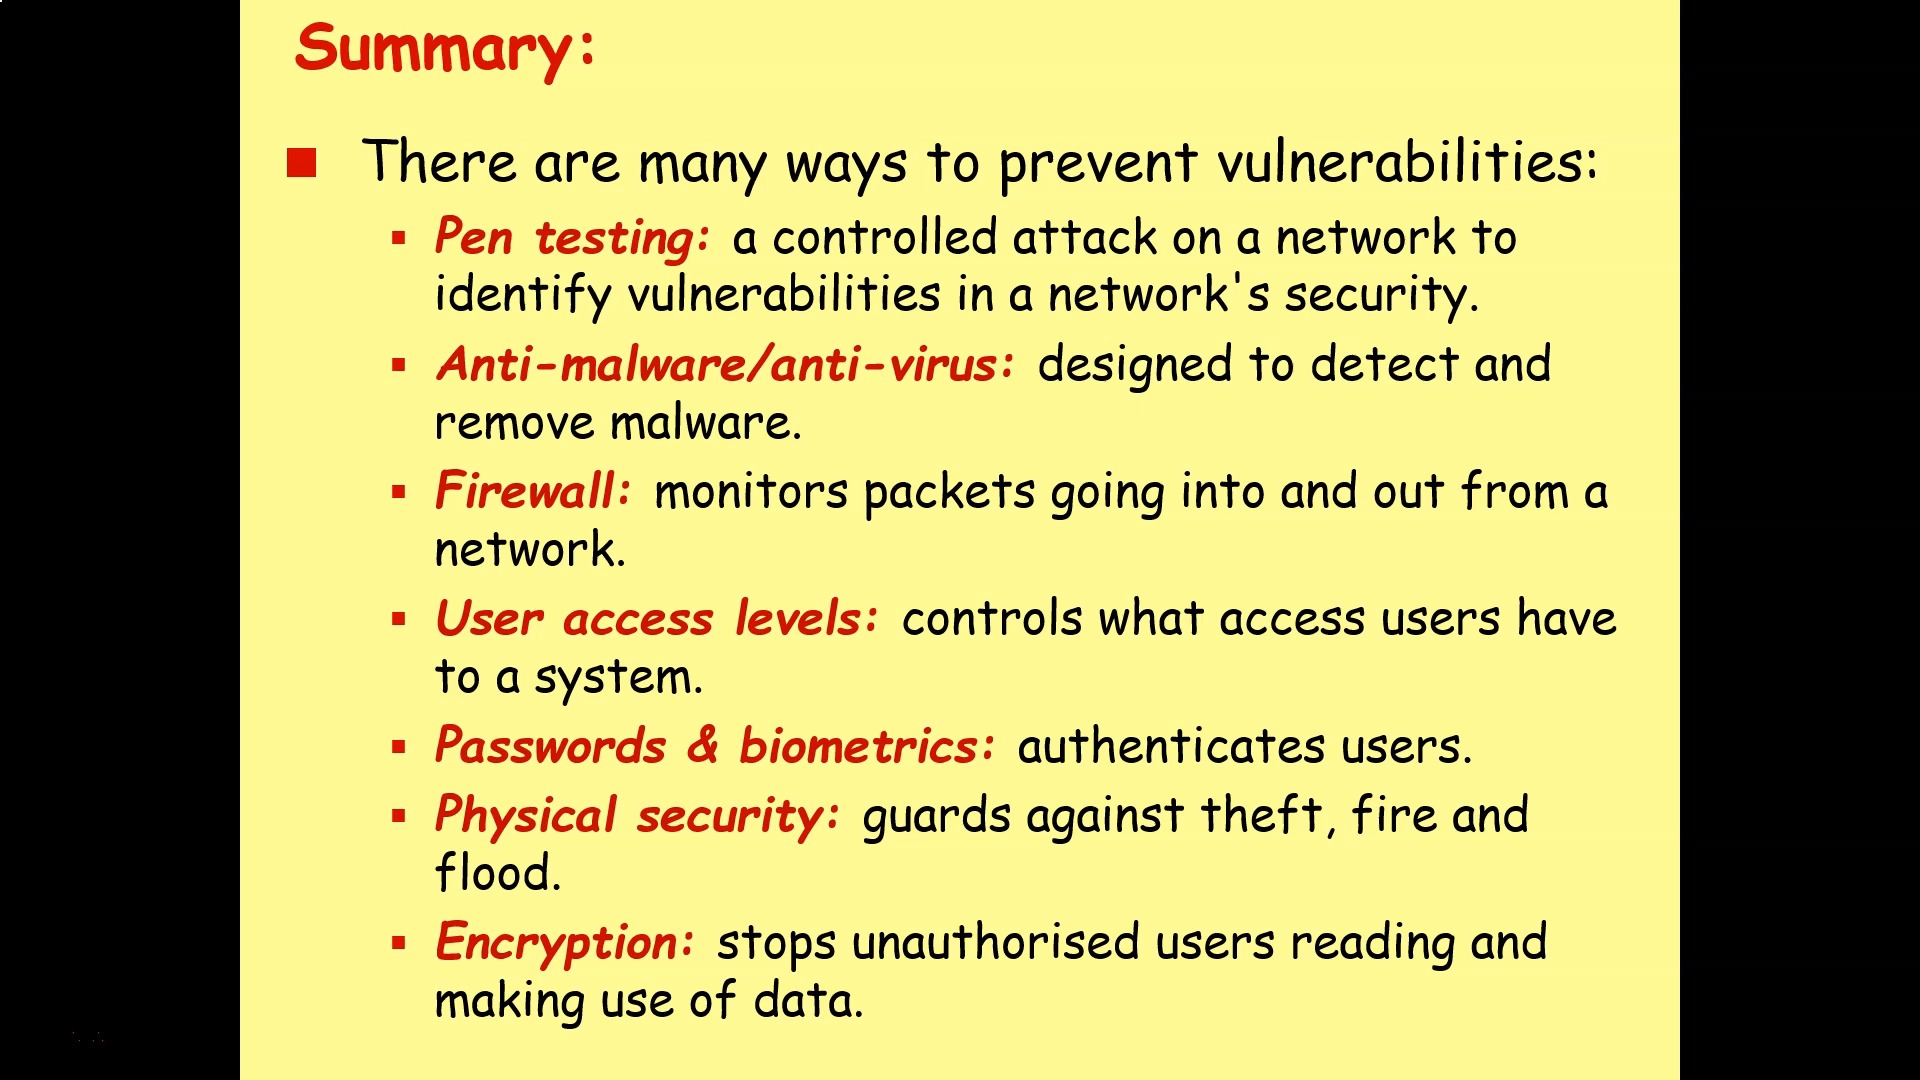 Summary:
There are many ways to prevent vulnerabilities:
Pen testing: a controlled attack on a network to
identify vulnerabilities in a network's security.
Anti-malware/anti-virus: designed to detect and
remove malware.
Firewall: monitors packets going into and out from a
network.
User access levels: controls what access users have
to a system.
Passwords & biometrics: authenticates users.
Physical security: guards against theft, fire and
flood.
Encryption: stops unauthorised users reading and
making use of data.